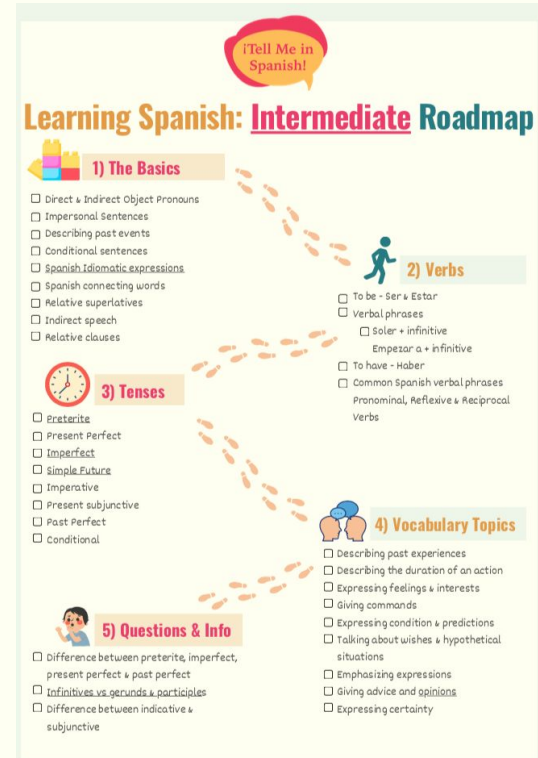 ¡Tell Me in
Spanish!
Learning Spanish: Intermediate Roadmap
1) The Basics
Direct & Indirect Object Pronouns
Impersonal Sentences
Describing past events
Conditional sentences
Spanish Idiomatic expressions
Spanish connecting words
Relative superlatives
Indirect speech
Relative clauses
2) Verbs
To be - Ser & Estar
Verbal phrases
Soler + infinitive
Empezar a + infinitive
To have - Haber
Common Spanish verbal phrases
Pronominal, Reflexive & Reciprocal
Verbs
3) Tenses
Preterite
Present Perfect
Imperfect
Simple Future
Imperative
Present subjunctive
Past Perfect
Conditional
4) Vocabulary Topics
Describing past experiences
Describing the duration of an action
Expressing feelings & interests
Giving commands
Expressing condition & predictions
Talking about wishes & hypothetical
situations
Emphasizing expressions
Giving advice and opinions
Expressing certainty
5) Questions & Info
Difference between preterite, imperfect,
present perfect & past perfect
Infinitives vs gerunds & participles
Difference between indicative &
subjunctive